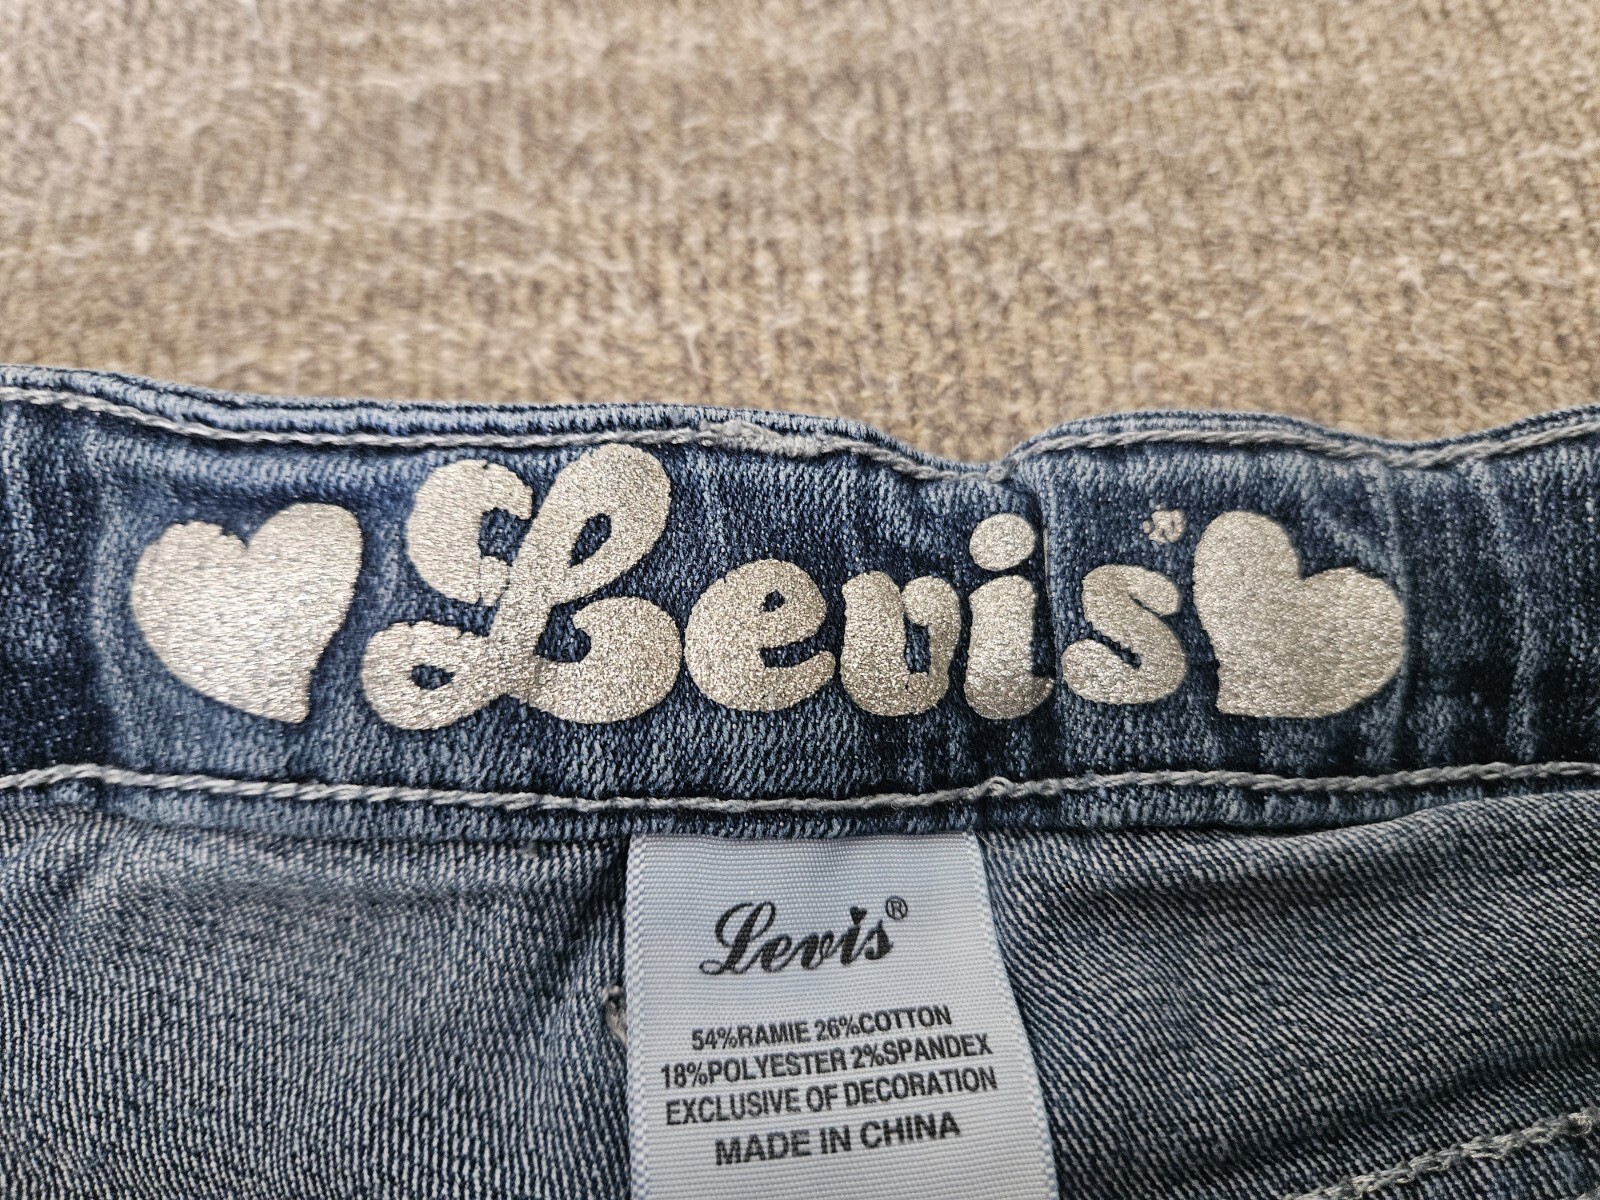 Levis®
Levis®
54%RAMIE 26%COTTON
18%POLYESTER 2%SPANDEX
EXCLUSIVE OF DECORATION
MADE IN CHINA